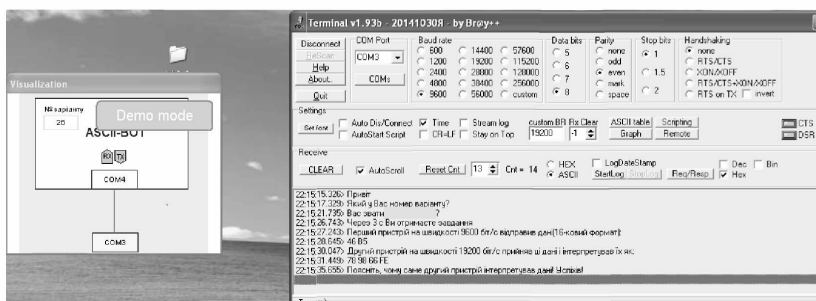 Terminal v1.93b - 20141030Я - by Br@y++
Disconnect
ReScan
Help
About..
Quit
COM Port
COM3
COMs
Baud rate
600 14400 57600
1200 19200 115200
2400 28800 128000
4800 38400 256000
9600 56000 custom
Data bits
5
6
7
8
Parity
none
odd
even
mark
space
Stop bits
1
1.5
2
Handshaking
none
RTS/CTS
XON/XOFF
RTS/CTS+XON/XOFF
RTS on TX invert
Settings
Set font
Auto Dis/Connect Time Stream log custom BR Rx Clear ASCII table Scripting CTS
AutoStart Script CR=LF Stay on Top 19200 -1 Graph Remote DSR
Receive
CLEAR AutoScroll Reset Cnt 13 Cnt = 14 HEX ASCII LogDateStamp StartLog StopLog Req/Resp Dec Bin Hex
22:15:15.326> Привіт
22:15:17.329> Який у Вас номер варіанту?
22:15:21.735> Вас звати ?
22:15:26.743> Через 3 с Ви отримаєте завдання
22:15:27.243> Перший пристрій на швидкості 9600 біт/с відправив дані(16-ковий формат):
22:15:28.645> 46 B5
22:15:30.047> Другий пристрій на швидкості 19200 біт/с прийняв ці дані і інтерпретував їх як:
22:15:31.449> 78 98 66 FE
22:15:35.655> Поясніть, чому саме другий пристрій інтерпретував дані! Успіхів!
Visualization
№ варіанту
26
Demo mode
ASCII-BOT
RX TX
COM4
COM3